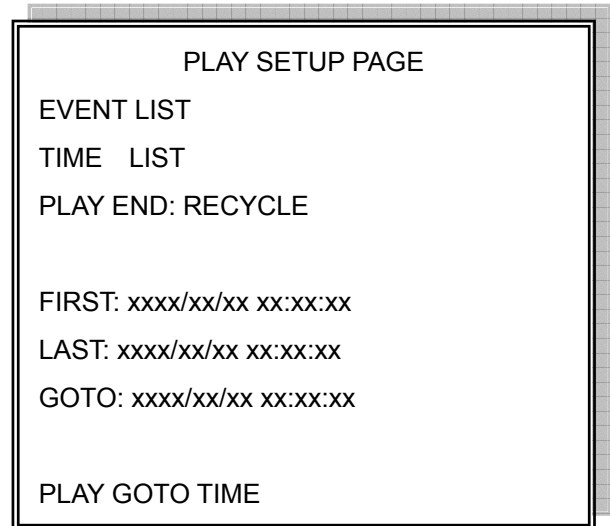 PLAY SETUP PAGE
EVENT LIST
TIME LIST
PLAY END: RECYCLE
FIRST: xxxx/xx/xx xx:xx:xx
LAST: xxxx/xx/xx xx:xx:xx
GOTO: xxxx/xx/xx xx:xx:xx
PLAY GOTO TIME